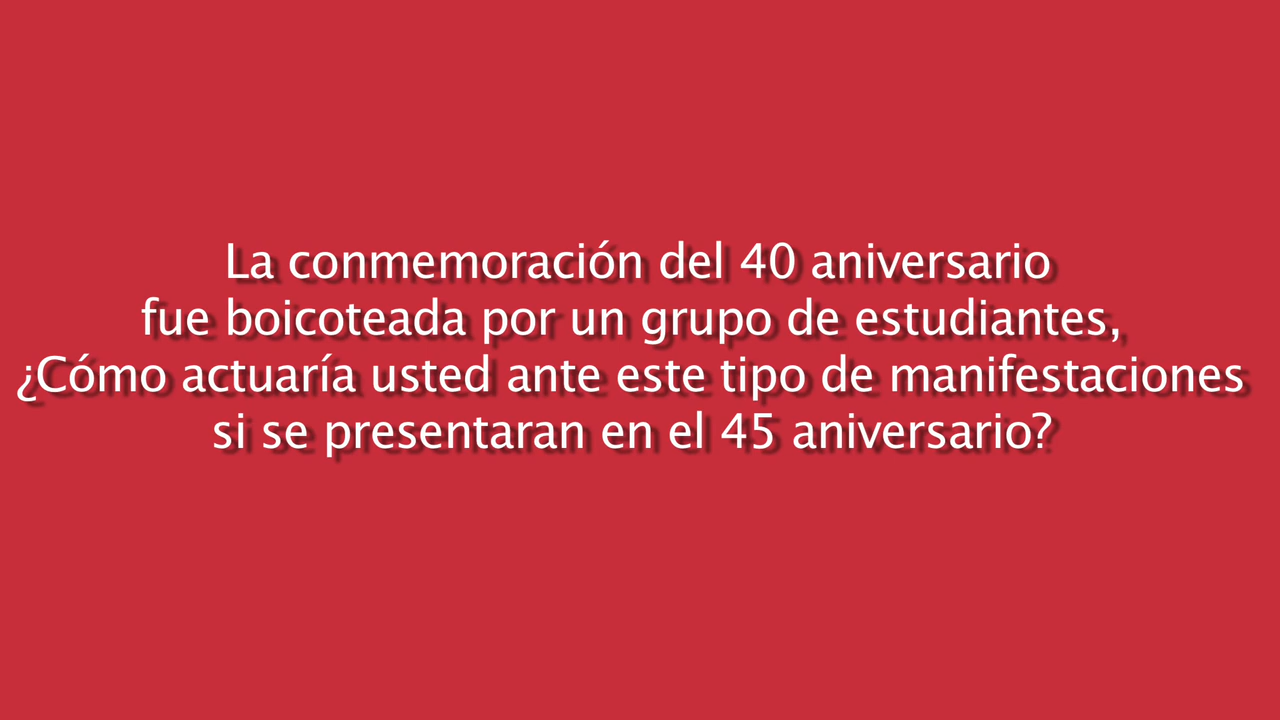 La conmemoración del 40 aniversario
fue boicoteada por un grupo de estudiantes,
¿Cómo actuaría usted ante este tipo de manifestaciones
si se presentaran en el 45 aniversario?